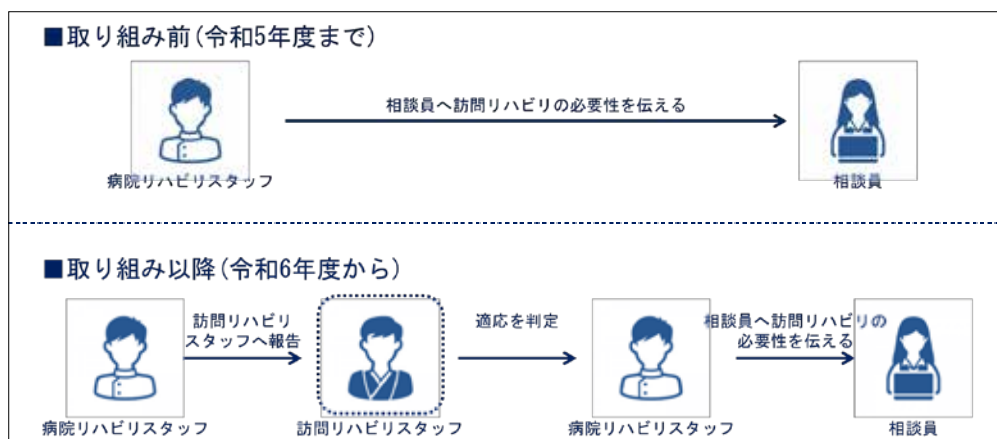 ■取り組み前(令和5年度まで)
相談員へ訪問リハビリの必要性を伝える
病院リハビリスタッフ
相談員
■取り組み以降(令和6年度から)
訪問リハビリ
スタッフへ報告
適応を判定
相談員へ訪問リハビリの
必要性を伝える
病院リハビリスタッフ
訪問リハビリスタッフ
病院リハビリスタッフ
相談員